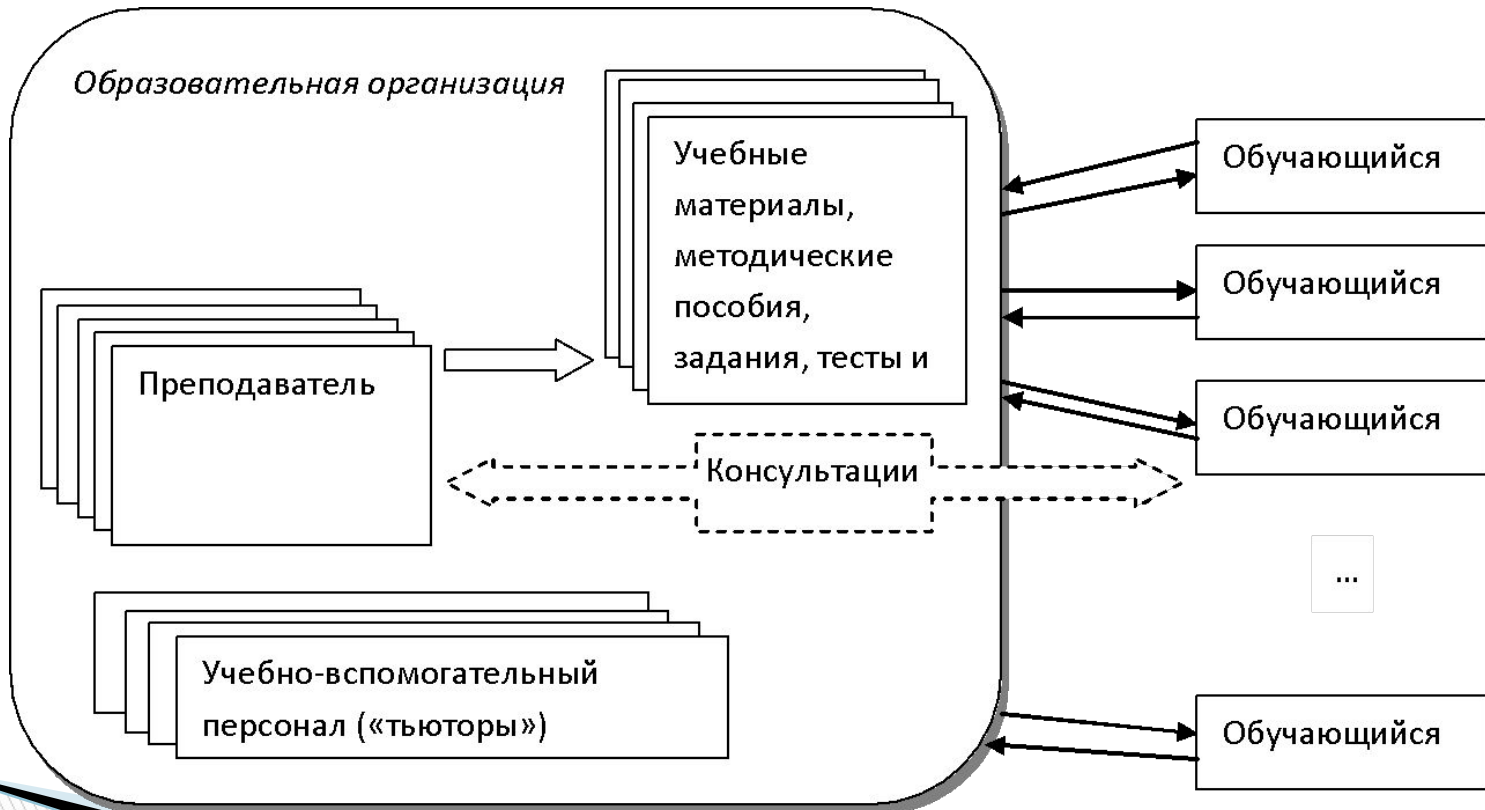 Образовательная организация
Учебные
материалы,
методические
пособия,
задания, тесты и
Преподаватель
Консультации
Учебно-вспомогательный
персонал («тьюторы»)
Обучающийся
Обучающийся
Обучающийся
...
Обучающийся